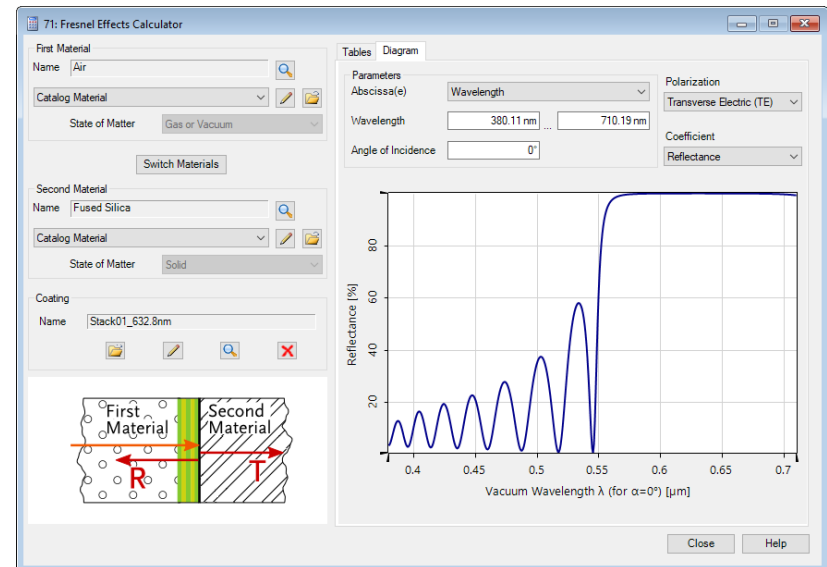 71: Fresnel Effects Calculator
First Material
Name Air
Catalog Material
State of Matter Gas or Vacuum
Switch Materials
Second Material
Name Fused Silica
Catalog Material
State of Matter Solid
Coating
Name Stack01_632.8nm
First Material
Second Material
R
T
Tables Diagram
Parameters
Abscissa(e) Wavelength
Wavelength 380.11 nm ... 710.19 nm
Angle of Incidence 0°
Polarization
Transverse Electric (TE)
Coefficient
Reflectance
Reflectance [%]
80
60
40
20
0.4 0.45 0.5 0.55 0.6 0.65 0.7
Vacuum Wavelength λ (for α=0°) [µm]
Close Help